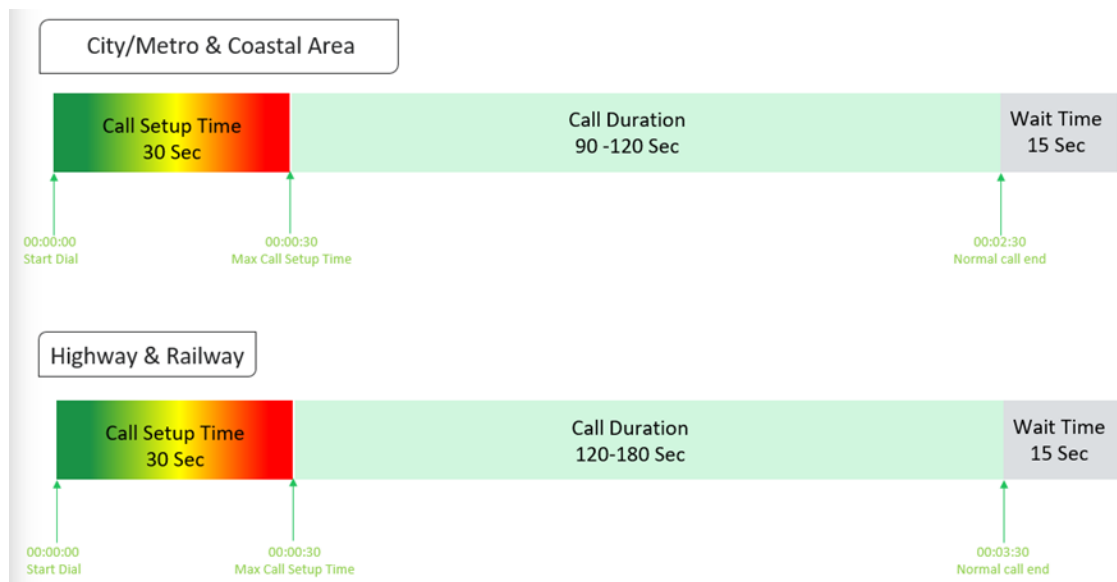 City/Metro & Coastal Area
Call Setup Time
30 Sec
Call Duration
90 -120 Sec
Wait Time
15 Sec
00:00:00
Start Dial
00:00:30
Max Call Setup Time
00:02:30
Normal call end
Highway & Railway
Call Setup Time
30 Sec
Call Duration
120-180 Sec
Wait Time
15 Sec
00:00:00
Start Dial
00:00:30
Max Call Setup Time
00:03:30
Normal call end